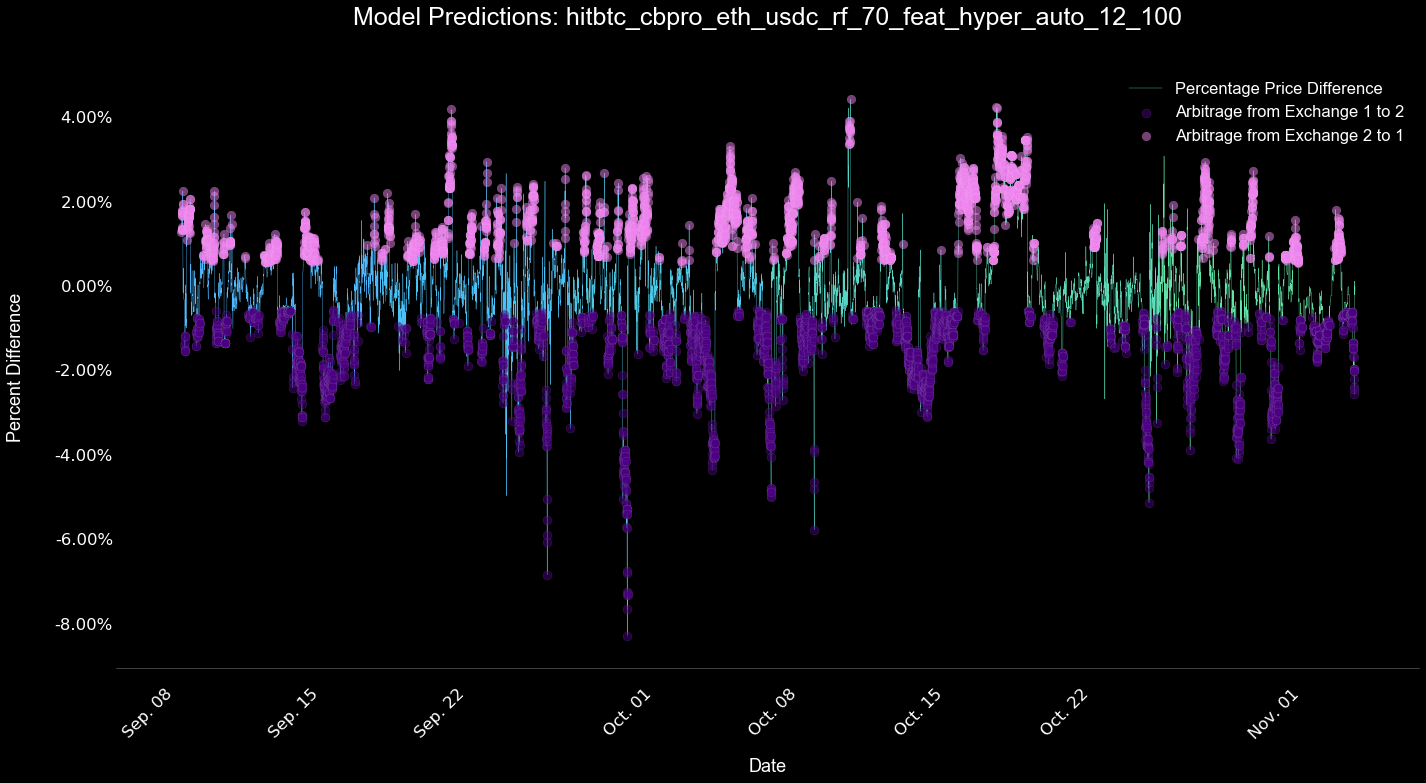 Model Predictions: hitbtc_cbpro_eth_usdc_rf_70_feat_hyper_auto_12_100
Percentage Price Difference
Arbitrage from Exchange 1 to 2
Arbitrage from Exchange 2 to 1
4.00%
2.00%
0.00%
-2.00%
-4.00%
-6.00%
-8.00%
Percent Difference
Sep. 08
Sep. 15
Sep. 22
Oct. 01
Oct. 08
Oct. 15
Oct. 22
Nov. 01
Date